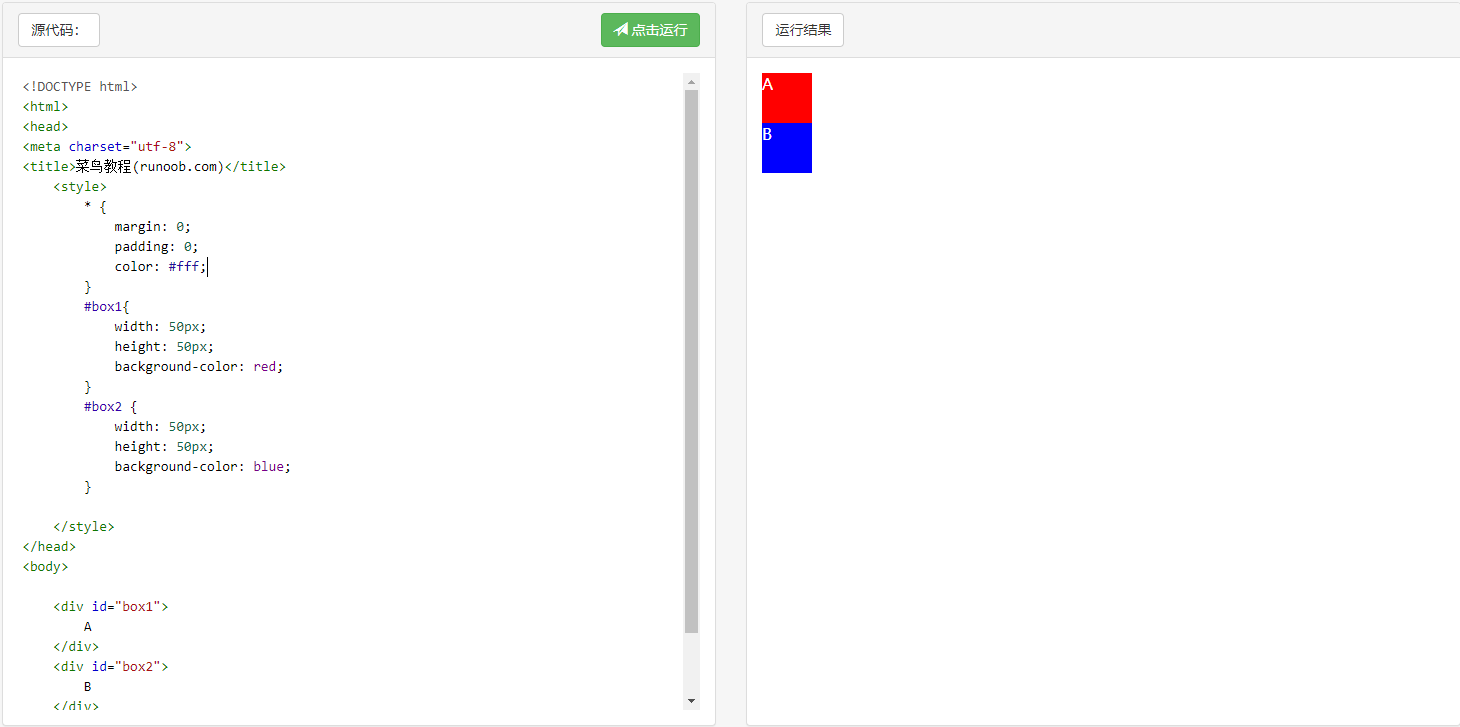 源代码:
点击运行
<!DOCTYPE html>
<html>
<head>
<meta charset="utf-8">
<title>菜鸟教程(runoob.com)</title>
    <style>
        * {
            margin: 0;
            padding: 0;
            color: #fff;
        }
        #box1{
            width: 50px;
            height: 50px;
            background-color: red;
        }
        #box2 {
            width: 50px;
            height: 50px;
            background-color: blue;
        }
    </style>
</head>
<body>
    <div id="box1">
        A
    </div>
    <div id="box2">
        B
    </div>
运行结果
A
B